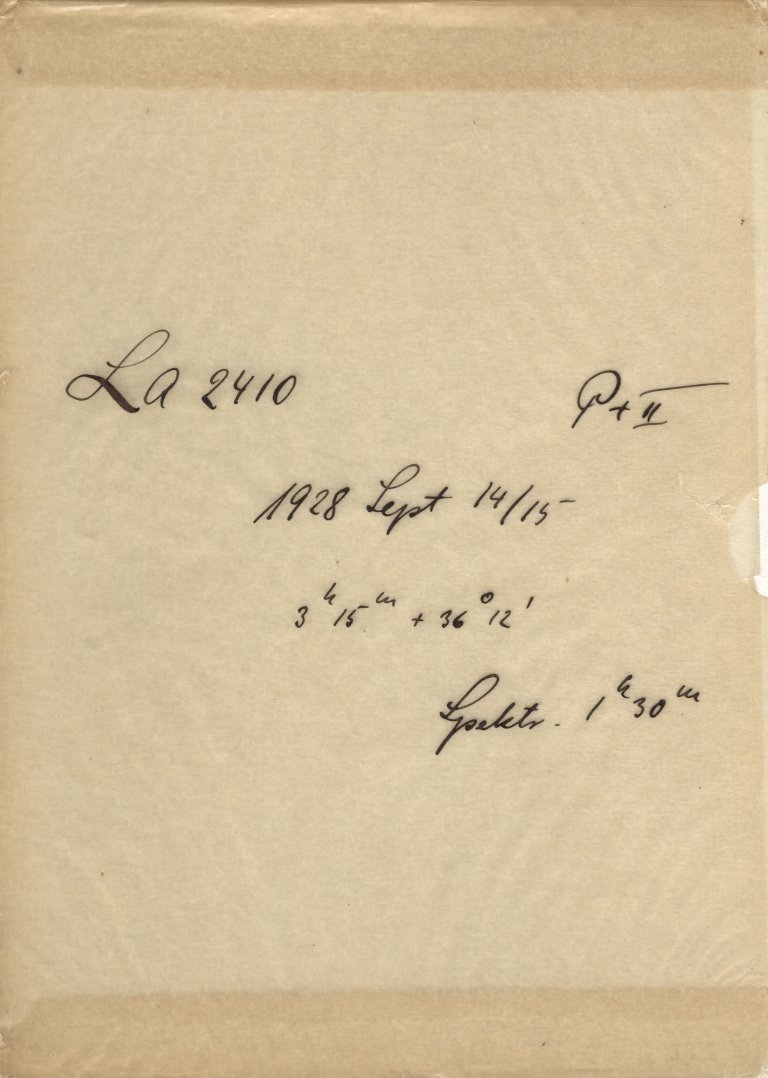 La 2410 P + II
1928 Sept 14/15
3ʰ 15ᵐ + 36° 12'
Spektr. 1ʰ 30ᵐ